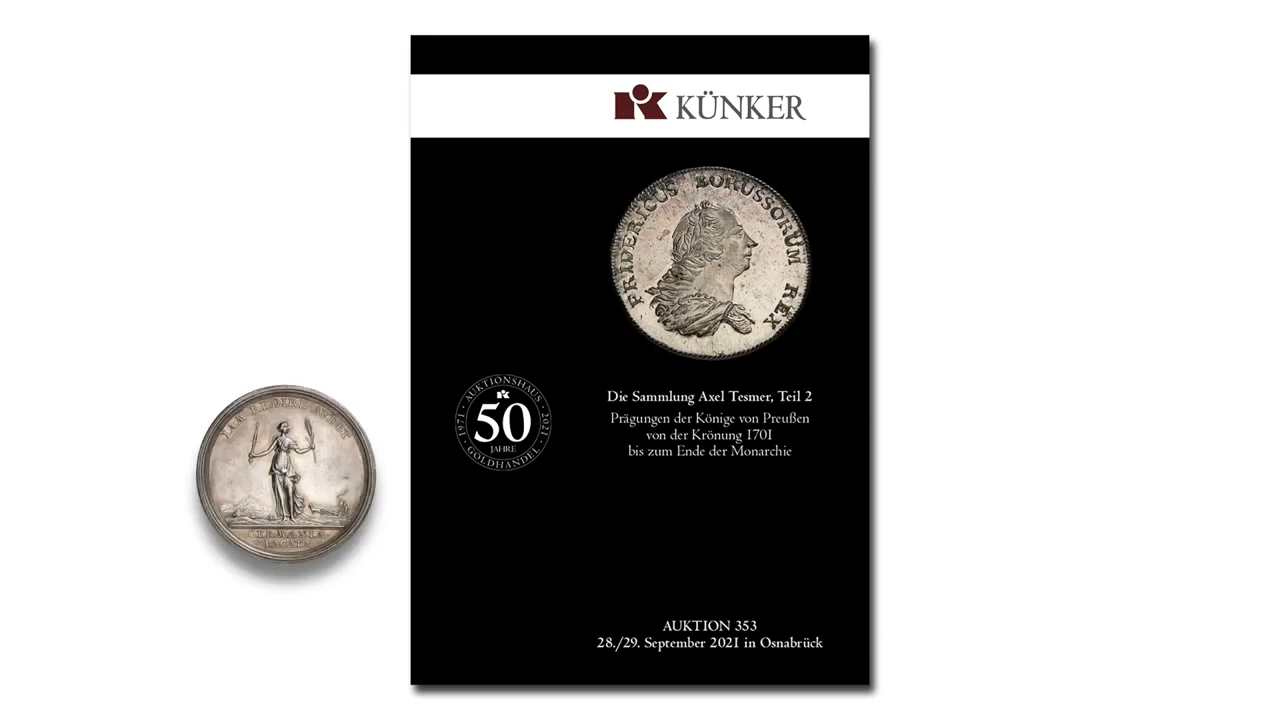 KÜNKER
FRIDERICUS BORUSSORUM REX
AUKTIONSHAUS
1971
50
2021
JAHRE
GOLDHANDEL
Die Sammlung Axel Tesmer, Teil 2
Prägungen der Könige von Preußen
von der Krönung 1701
bis zum Ende der Monarchie
GERMANIA
AUKTION 353
28./29. September 2021 in Osnabrück